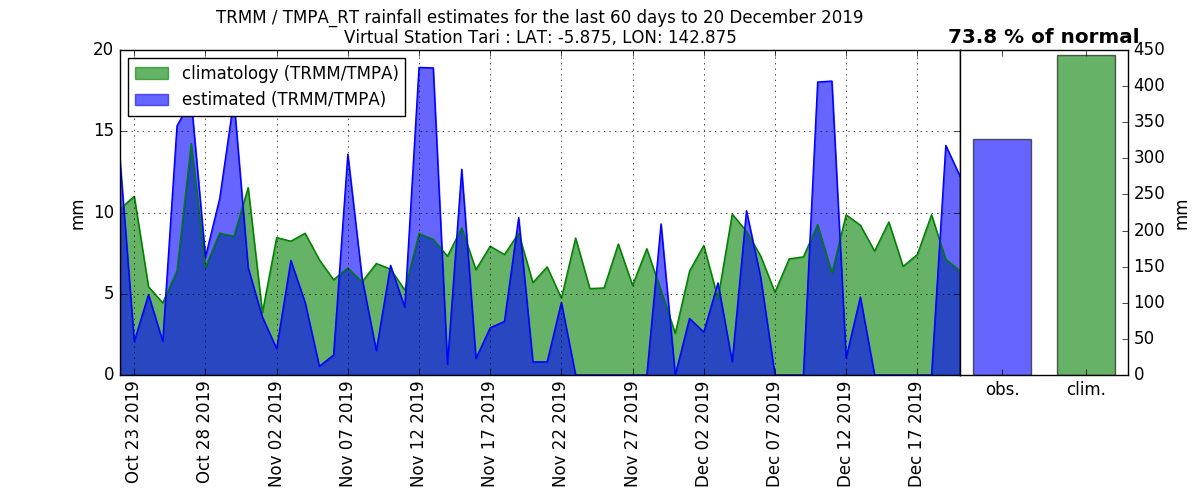 TRMM / TMPA_RT rainfall estimates for the last 60 days to 20 December 2019
Virtual Station Tari : LAT: -5.875, LON: 142.875
73.8 % of normal
climatology (TRMM/TMPA)
estimated (TRMM/TMPA)
20
15
10
5
0
mm
Oct 23 2019
Oct 28 2019
Nov 02 2019
Nov 07 2019
Nov 12 2019
Nov 17 2019
Nov 22 2019
Nov 27 2019
Dec 02 2019
Dec 07 2019
Dec 12 2019
Dec 17 2019
obs.
clim.
450
400
350
300
250
200
150
100
50
0
mm